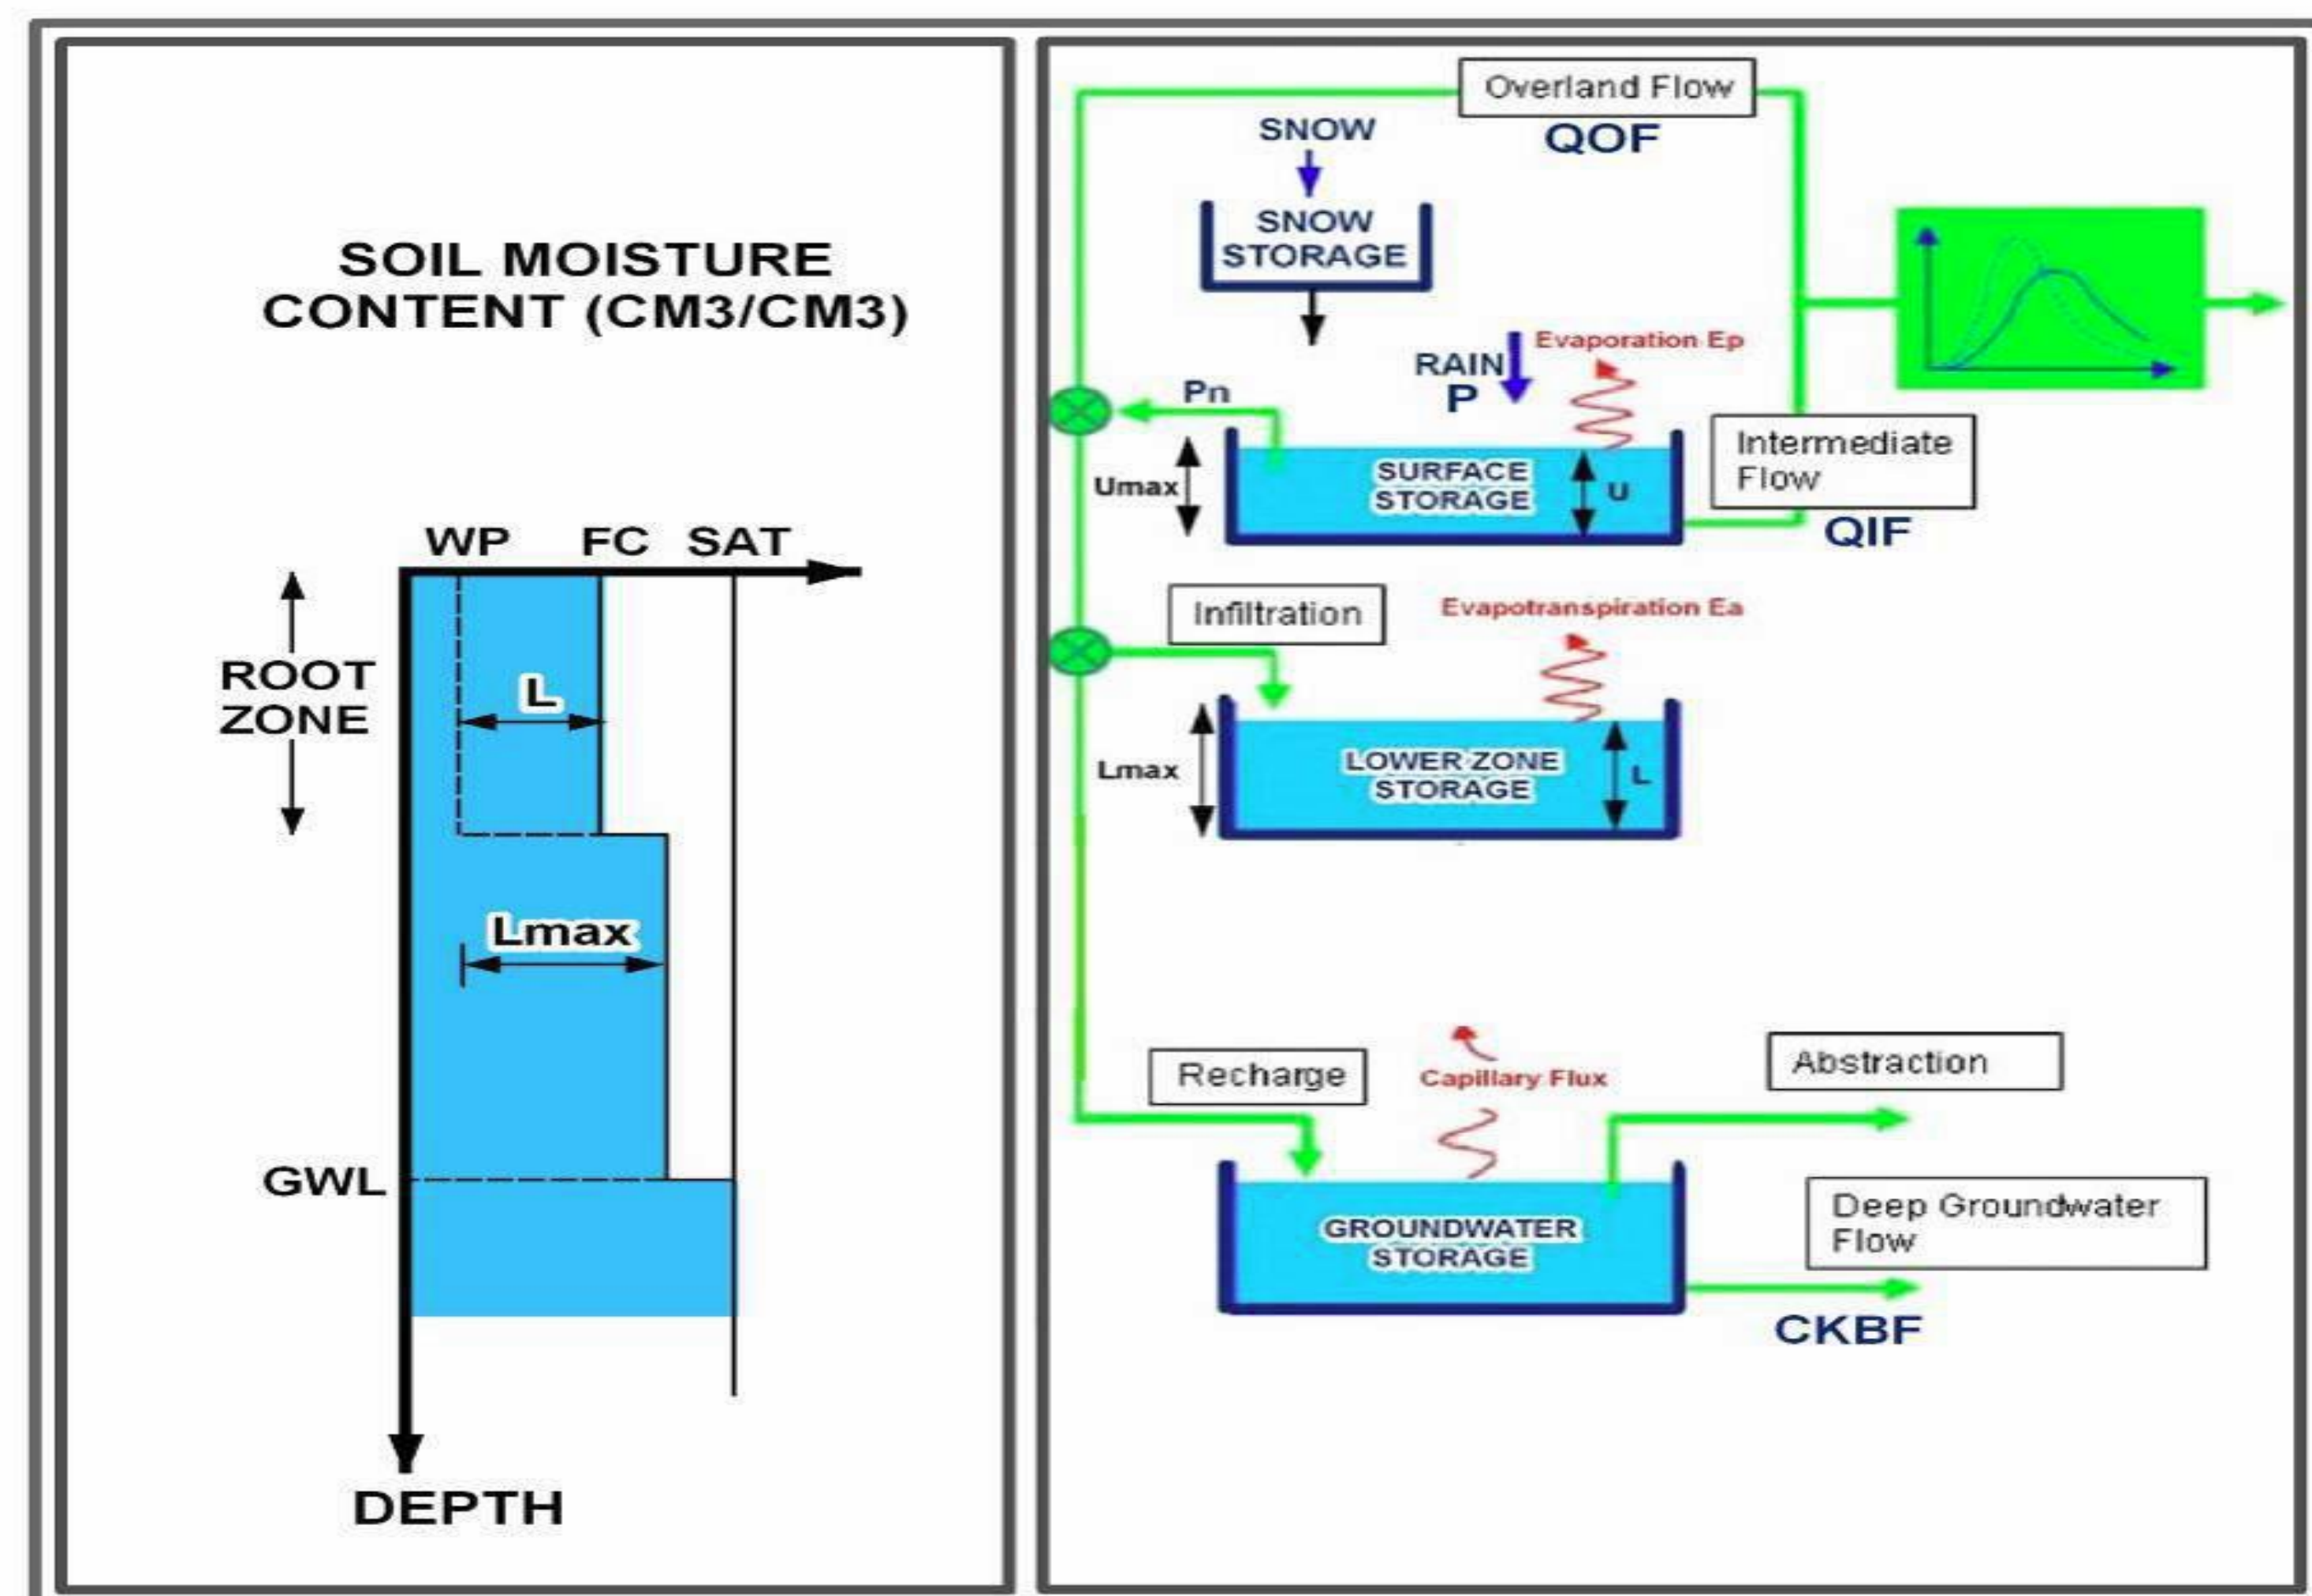 SOIL MOISTURE
CONTENT (CM3/CM3)
WP FC SAT
ROOT
ZONE
L
Lmax
GWL
DEPTH
Overland Flow
QOF
SNOW
SNOW
STORAGE
Evaporation Ep
RAIN
P
Pn
Umax
SURFACE
STORAGE
U
Intermediate
Flow
QIF
Infiltration
Evapotranspiration Ea
Lmax
LOWER ZONE
STORAGE
L
Recharge
Capillary Flux
Abstraction
GROUNDWATER
STORAGE
Deep Groundwater
Flow
CKBF